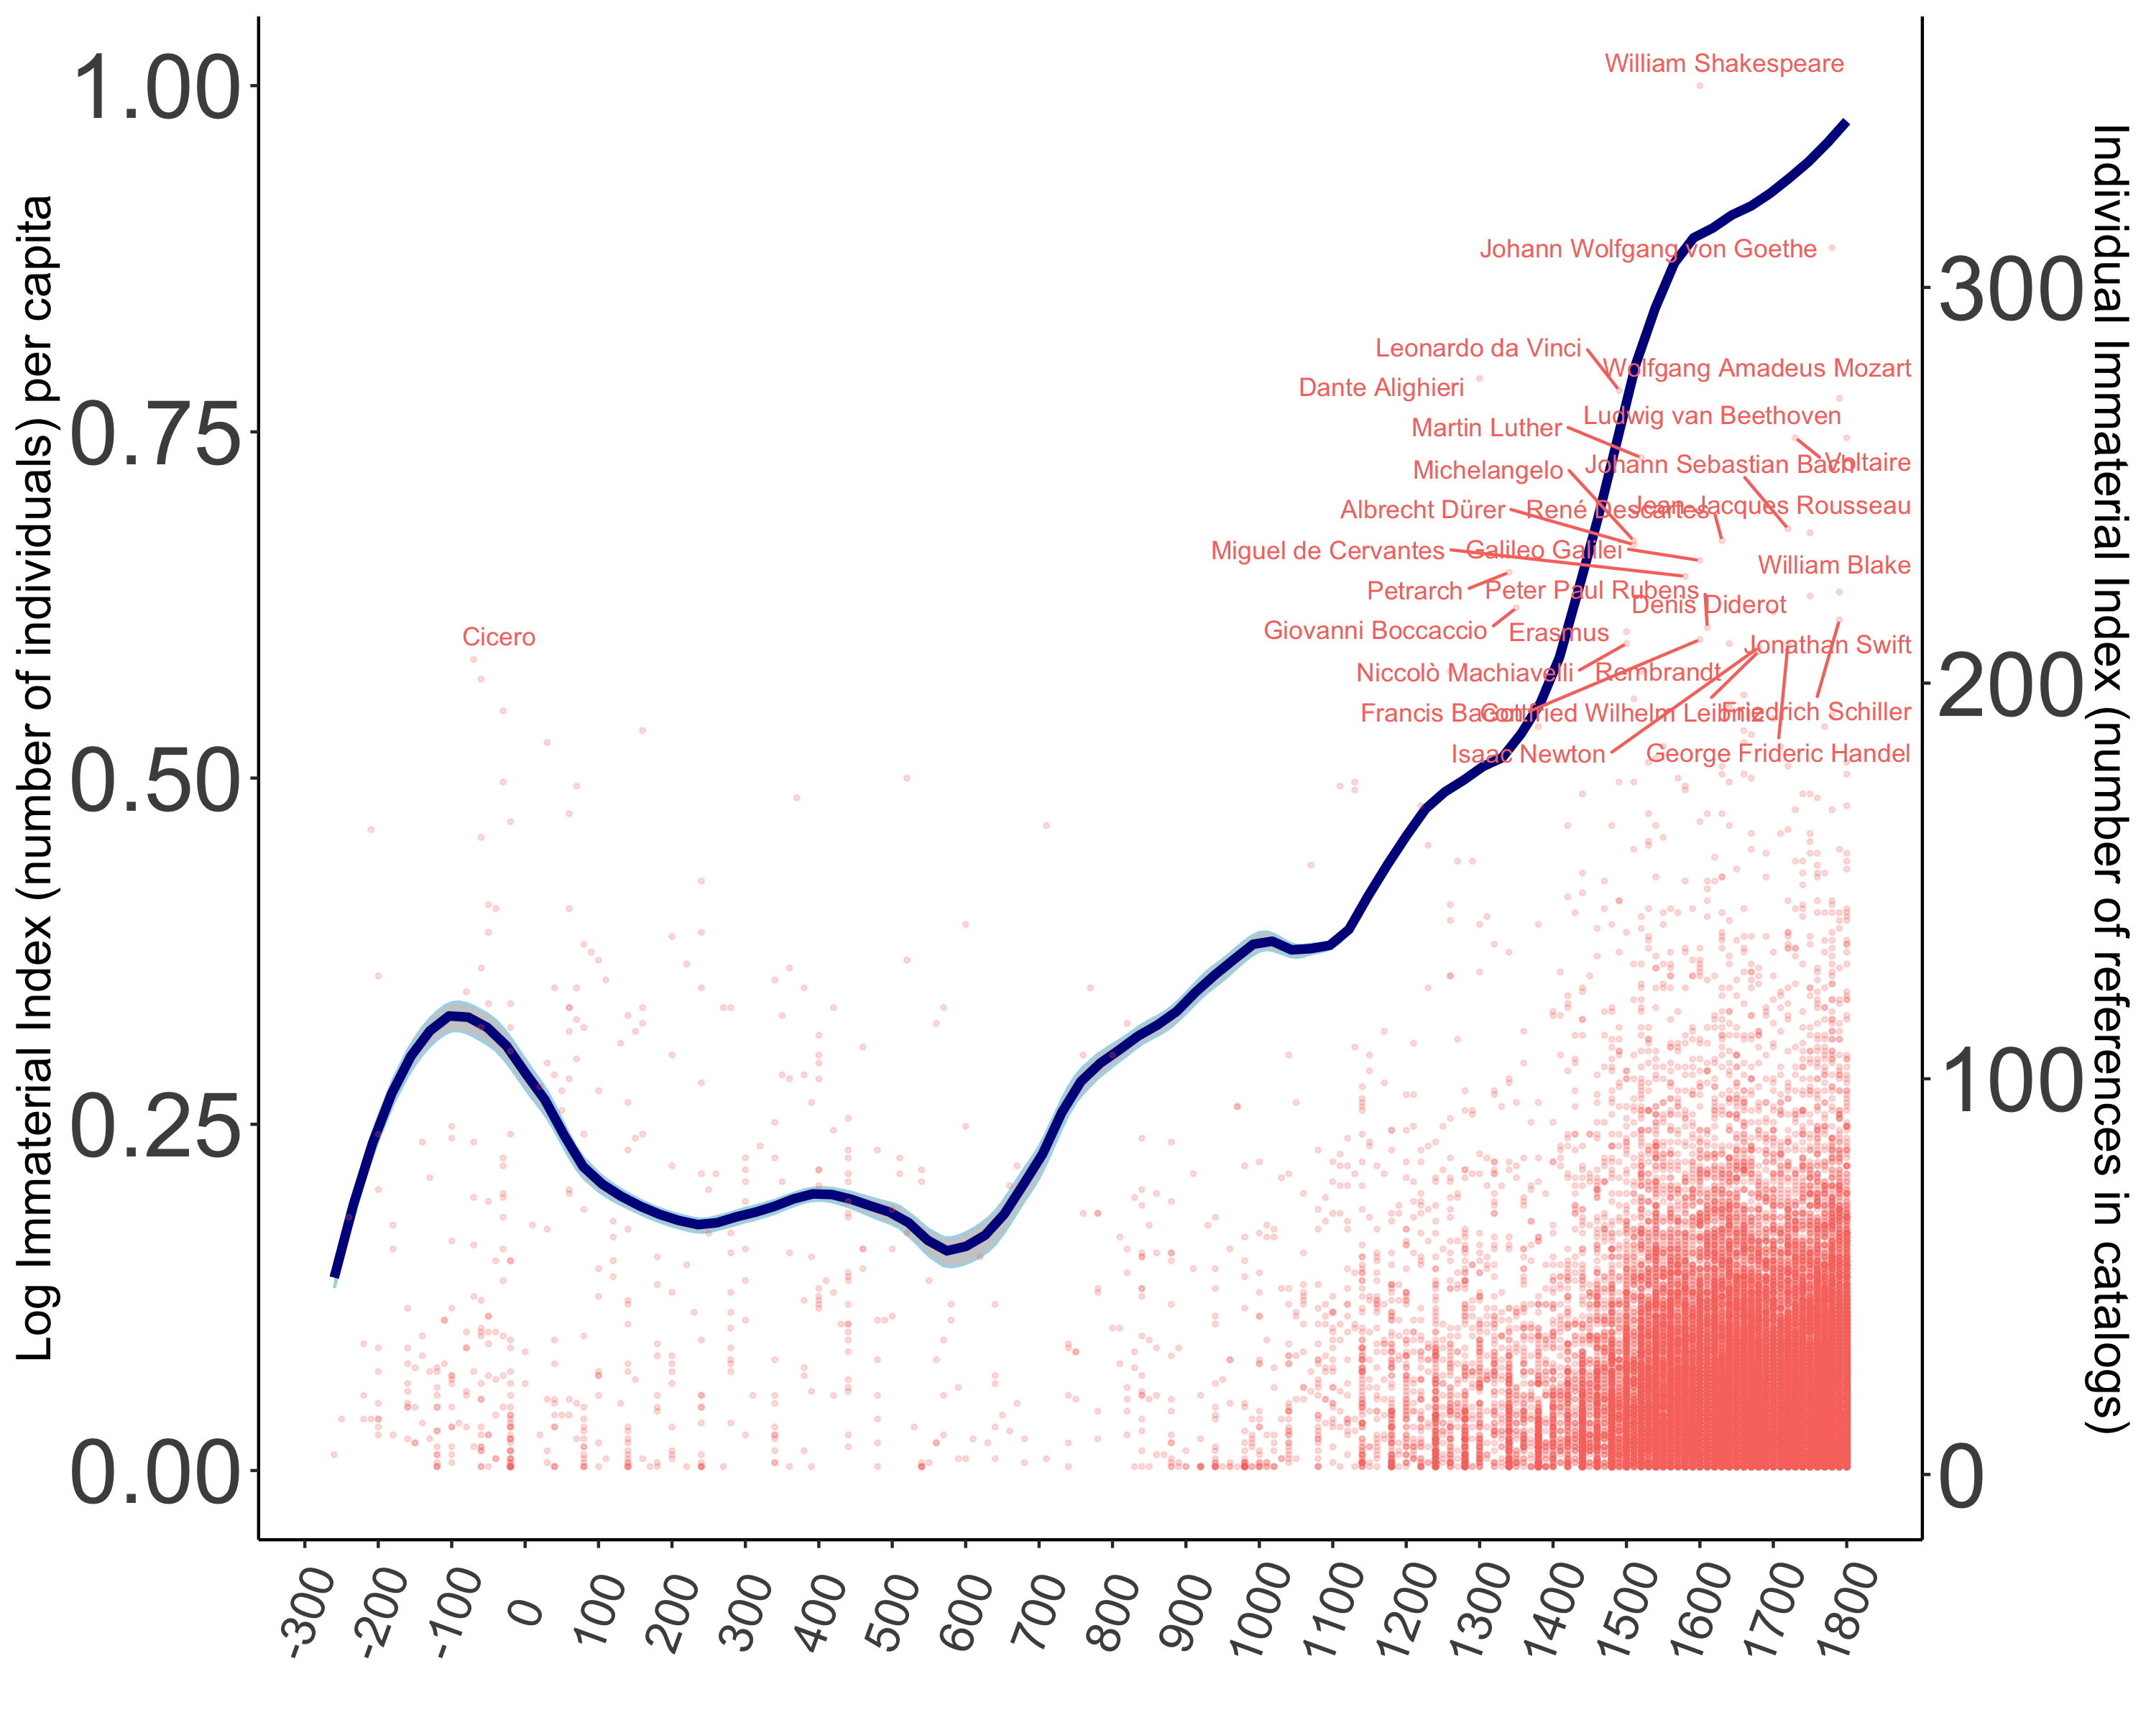 William Shakespeare
1.00
Johann Wolfgang von Goethe
300
Leonardo da Vinci
Wolfgang Amadeus Mozart
Dante Alighieri
Ludwig van Beethoven
0.75
Martin Luther
Johann Sebastian Bach
Voltaire
Michelangelo
Jean-Jacques Rousseau
Albrecht Dürer
René Descartes
Miguel de Cervantes
Galileo Galilei
William Blake
Petrarch
Peter Paul Rubens
Denis Diderot
Giovanni Boccaccio
Erasmus
Cicero
Jonathan Swift
Niccolò Machiavelli
Rembrandt
200
Francis Bacon
Gottfried Wilhelm Leibniz
Friedrich Schiller
Isaac Newton
George Frideric Handel
0.50
100
0.25
0.00
0
Log Immaterial Index (number of individuals) per capita
Individual Immaterial Index (number of references in catalogs)
-300 -200 -100 0 100 200 300 400 500 600 700 800 900 1000 1100 1200 1300 1400 1500 1600 1700 1800